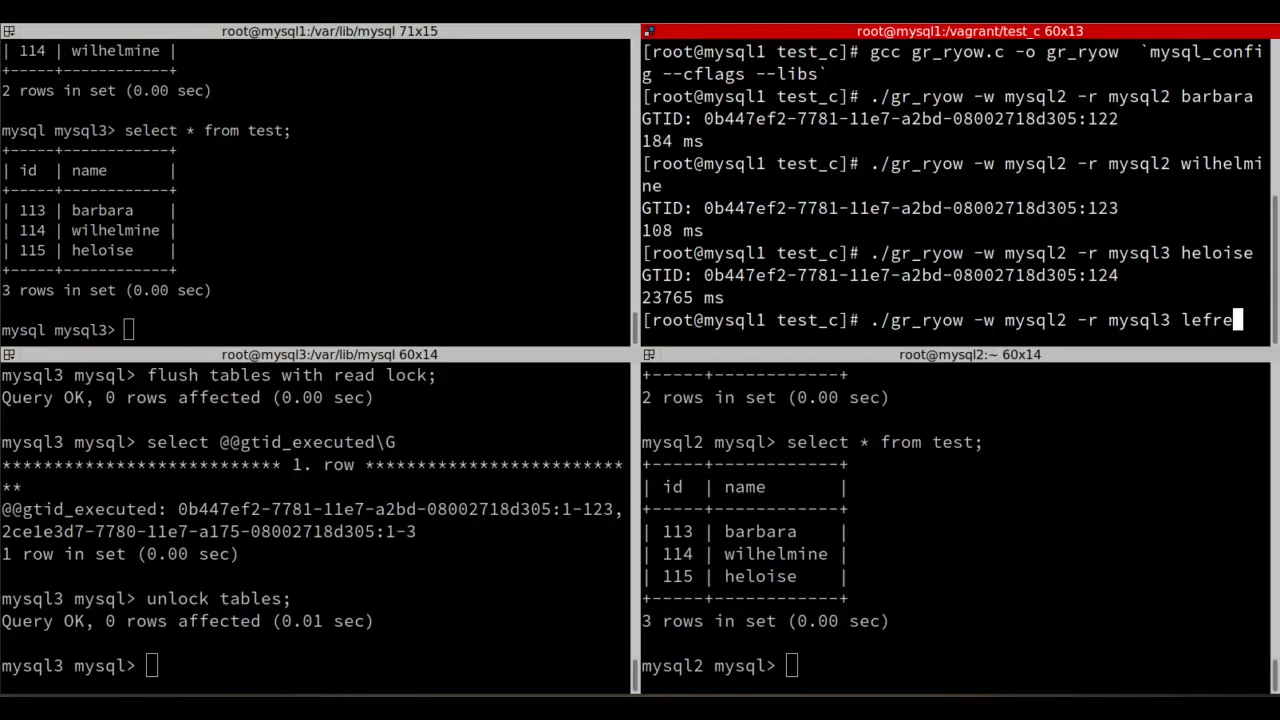 root@mysql1:/var/lib/mysql 71x15
| 114 | wilhelmine |
+-----+------------+
2 rows in set (0.00 sec)
mysql mysql3> select * from test;
+-----+------------+
| id  | name       |
+-----+------------+
| 113 | barbara    |
| 114 | wilhelmine |
| 115 | heloise    |
+-----+------------+
3 rows in set (0.00 sec)
mysql mysql3>
root@mysql1:/vagrant/test_c 60x13
[root@mysql1 test_c]# gcc gr_ryow.c -o gr_ryow  `mysql_confi
g --cflags --libs`
[root@mysql1 test_c]# ./gr_ryow -w mysql2 -r mysql2 barbara
GTID: 0b447ef2-7781-11e7-a2bd-08002718d305:122
184 ms
[root@mysql1 test_c]# ./gr_ryow -w mysql2 -r mysql2 wilhelmi
ne
GTID: 0b447ef2-7781-11e7-a2bd-08002718d305:123
108 ms
[root@mysql1 test_c]# ./gr_ryow -w mysql2 -r mysql3 heloise
GTID: 0b447ef2-7781-11e7-a2bd-08002718d305:124
23765 ms
[root@mysql1 test_c]# ./gr_ryow -w mysql2 -r mysql3 lefre
root@mysql3:/var/lib/mysql 60x14
mysql3 mysql> flush tables with read lock;
Query OK, 0 rows affected (0.00 sec)
mysql3 mysql> select @@gtid_executed\G
*************************** 1. row *************************
**
@@gtid_executed: 0b447ef2-7781-11e7-a2bd-08002718d305:1-123,
2ce1e3d7-7780-11e7-a175-08002718d305:1-3
1 row in set (0.00 sec)
mysql3 mysql> unlock tables;
Query OK, 0 rows affected (0.01 sec)
mysql3 mysql>
root@mysql2:~ 60x14
+-----+------------+
2 rows in set (0.00 sec)
mysql2 mysql> select * from test;
+-----+------------+
| id  | name       |
+-----+------------+
| 113 | barbara    |
| 114 | wilhelmine |
| 115 | heloise    |
+-----+------------+
3 rows in set (0.00 sec)
mysql2 mysql>